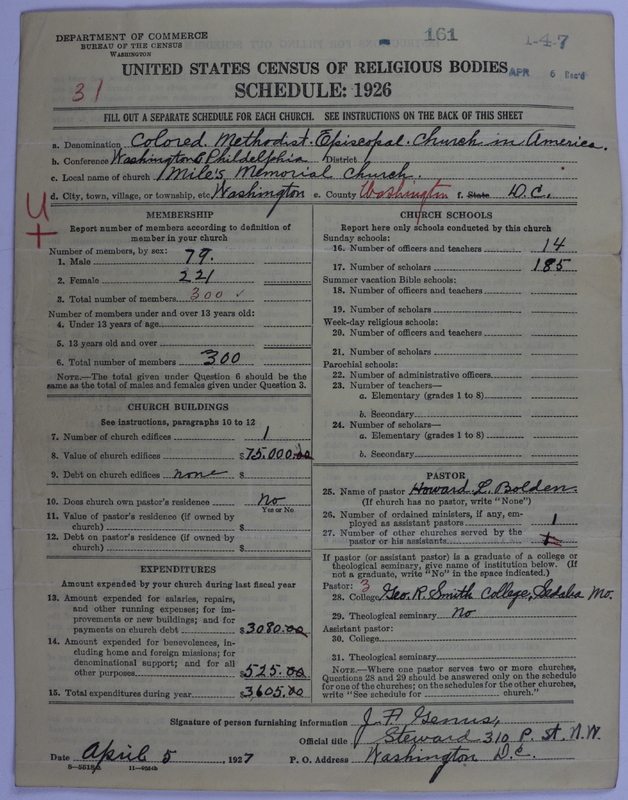 DEPARTMENT OF COMMERCE
BUREAU OF THE CENSUS
WASHINGTON
161
1-4-7
UNITED STATES CENSUS OF RELIGIOUS BODIES
APR 6 Rec'd
31
SCHEDULE: 1926
FILL OUT A SEPARATE SCHEDULE FOR EACH CHURCH. SEE INSTRUCTIONS ON THE BACK OF THIS SHEET
a. Denomination Colored Methodist Episcopal Church in America.
b. Conference Washington & Phildelphia District
c. Local name of church Mile's Memorial Church.
d. City, town, village, or township, etc. Washington e. County Washington f. State D.C.
U
+
MEMBERSHIP
Report number of members according to definition of
member in your church
Number of members, by sex:
1. Male 79.
2. Female 221
3. Total number of members 300 ✓
Number of members under and over 13 years old:
4. Under 13 years of age
5. 13 years old and over
6. Total number of members 300
NOTE.—The total given under Question 6 should be the
same as the total of males and females given under Question 3.
CHURCH BUILDINGS
See instructions, paragraphs 10 to 12
7. Number of church edifices 1
8. Value of church edifices $75.000.00
9. Debt on church edifices none $
10. Does church own pastor's residence No
Yes or No
11. Value of pastor's residence (if owned by
church) $
12. Debt on pastor's residence (if owned by
church) $
EXPENDITURES
Amount expended by your church during last fiscal year
13. Amount expended for salaries, repairs,
and other running expenses; for im-
provements or new buildings; and for
payments on church debt $3080.00
14. Amount expended for benevolences, in-
cluding home and foreign missions; for
denominational support; and for all
other purposes $525.00
15. Total expenditures during year $3605.00
CHURCH SCHOOLS
Report here only schools conducted by this church
Sunday schools:
16. Number of officers and teachers 14
17. Number of scholars 185
Summer vacation Bible schools:
18. Number of officers and teachers
19. Number of scholars
Week-day religious schools:
20. Number of officers and teachers
21. Number of scholars
Parochial schools:
22. Number of administrative officers
23. Number of teachers—
a. Elementary (grades 1 to 8)
b. Secondary
24. Number of scholars—
a. Elementary (grades 1 to 8)
b. Secondary
PASTOR
25. Name of pastor Howard L. Bolden
(If church has no pastor, write "None")
26. Number of ordained ministers, if any, em-
ployed as assistant pastors 1
27. Number of other churches served by the
pastor or his assistants
If pastor (or assistant pastor) is a graduate of a college or
theological seminary, give name of institution below. (If
not a graduate, write "No" in the space indicated.)
Pastor: 3
28. College Geo. R. Smith College, Sedalia Mo.
29. Theological seminary No
Assistant pastor:
30. College
31. Theological seminary
NOTE.—Where one pastor serves two or more churches,
Questions 28 and 29 should be answered only on the schedule
for one of the churches; on the schedules for the other churches,
write "See schedule for church."
Signature of person furnishing information J. F. Genus,
Official title Steward 310 P. St. N.W.
Date April 5, 1927 P. O. Address Washington D.C.